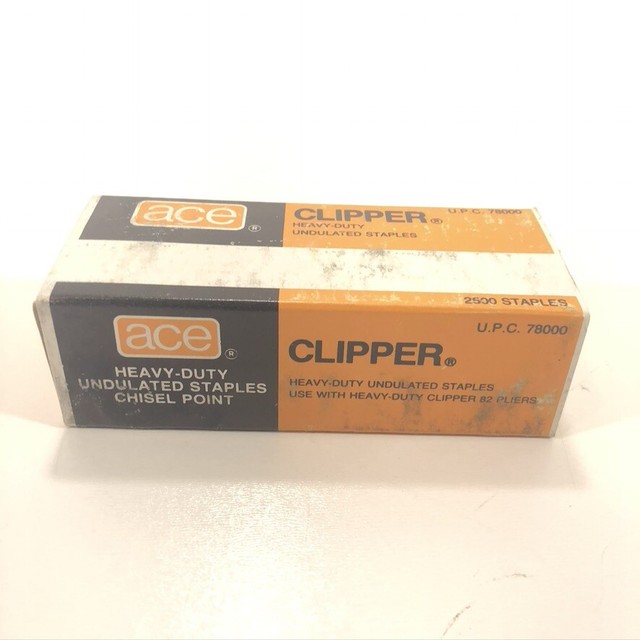 ace ®
CLIPPER ®
U.P.C. 78000
HEAVY-DUTY
UNDULATED STAPLES
2500 STAPLES
ace ®
HEAVY-DUTY
UNDULATED STAPLES
CHISEL POINT
U.P.C. 78000
CLIPPER ®
HEAVY-DUTY UNDULATED STAPLES
USE WITH HEAVY-DUTY CLIPPER 82 PLIERS